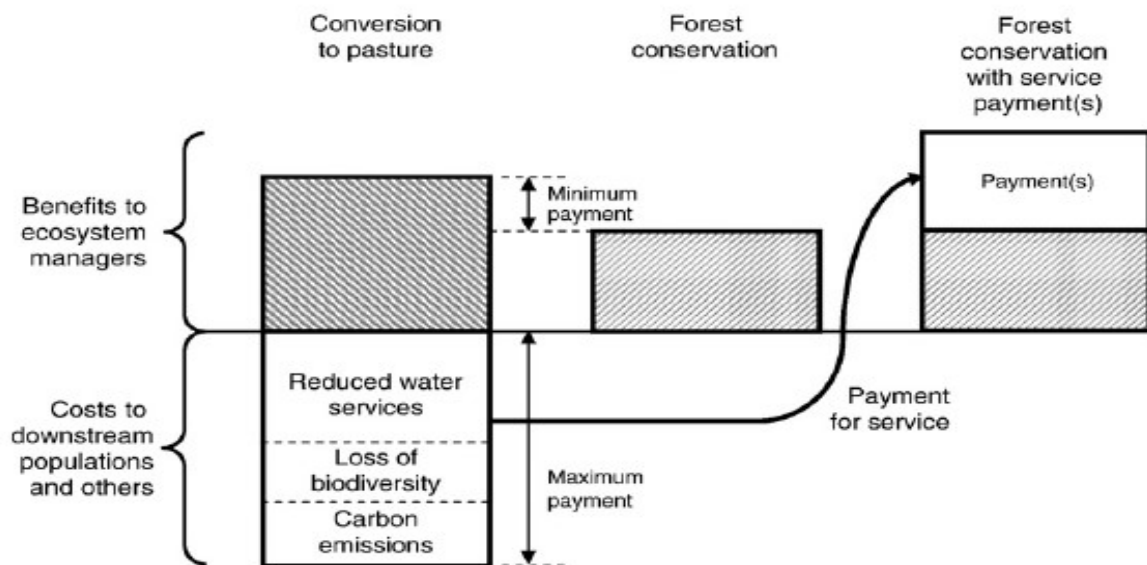 Conversion
to pasture
Forest
conservation
Forest
conservation
with service
payment(s)
Benefits to
ecosystem
managers
Minimum
payment
Payment(s)
Costs to
downstream
populations
and others
Reduced water
services
Loss of
biodiversity
Carbon
emissions
Maximum
payment
Payment
for service